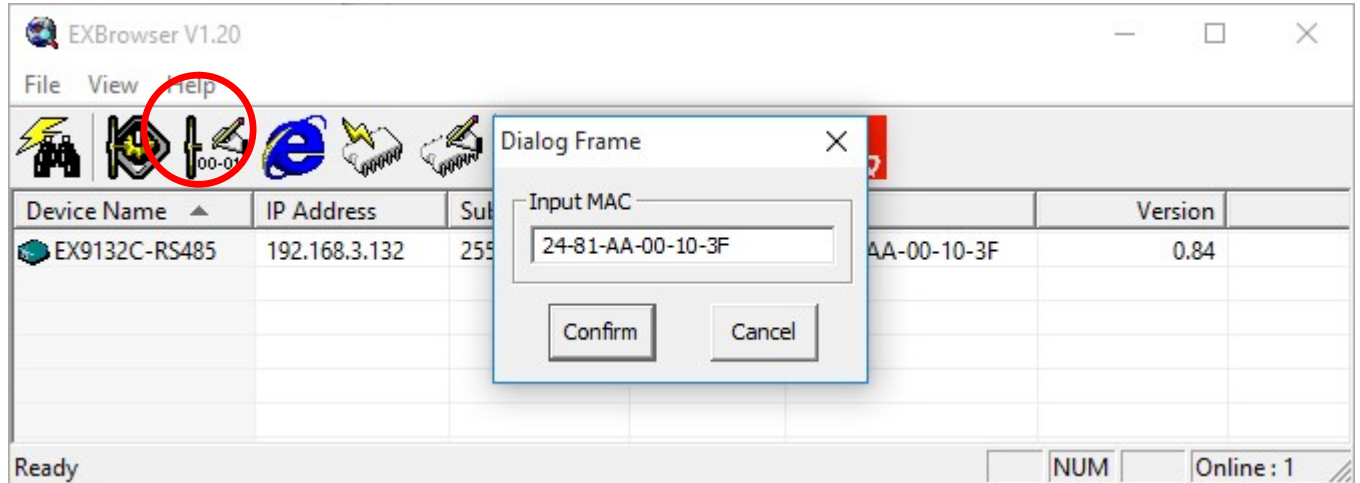 EXBrowser V1.20
File View Help
00-01
Dialog Frame
Device Name IP Address Sub Version
Input MAC
EX9132C-RS485 192.168.3.132 255 AA-00-10-3F 0.84
24-81-AA-00-10-3F
Confirm Cancel
Ready NUM Online : 1